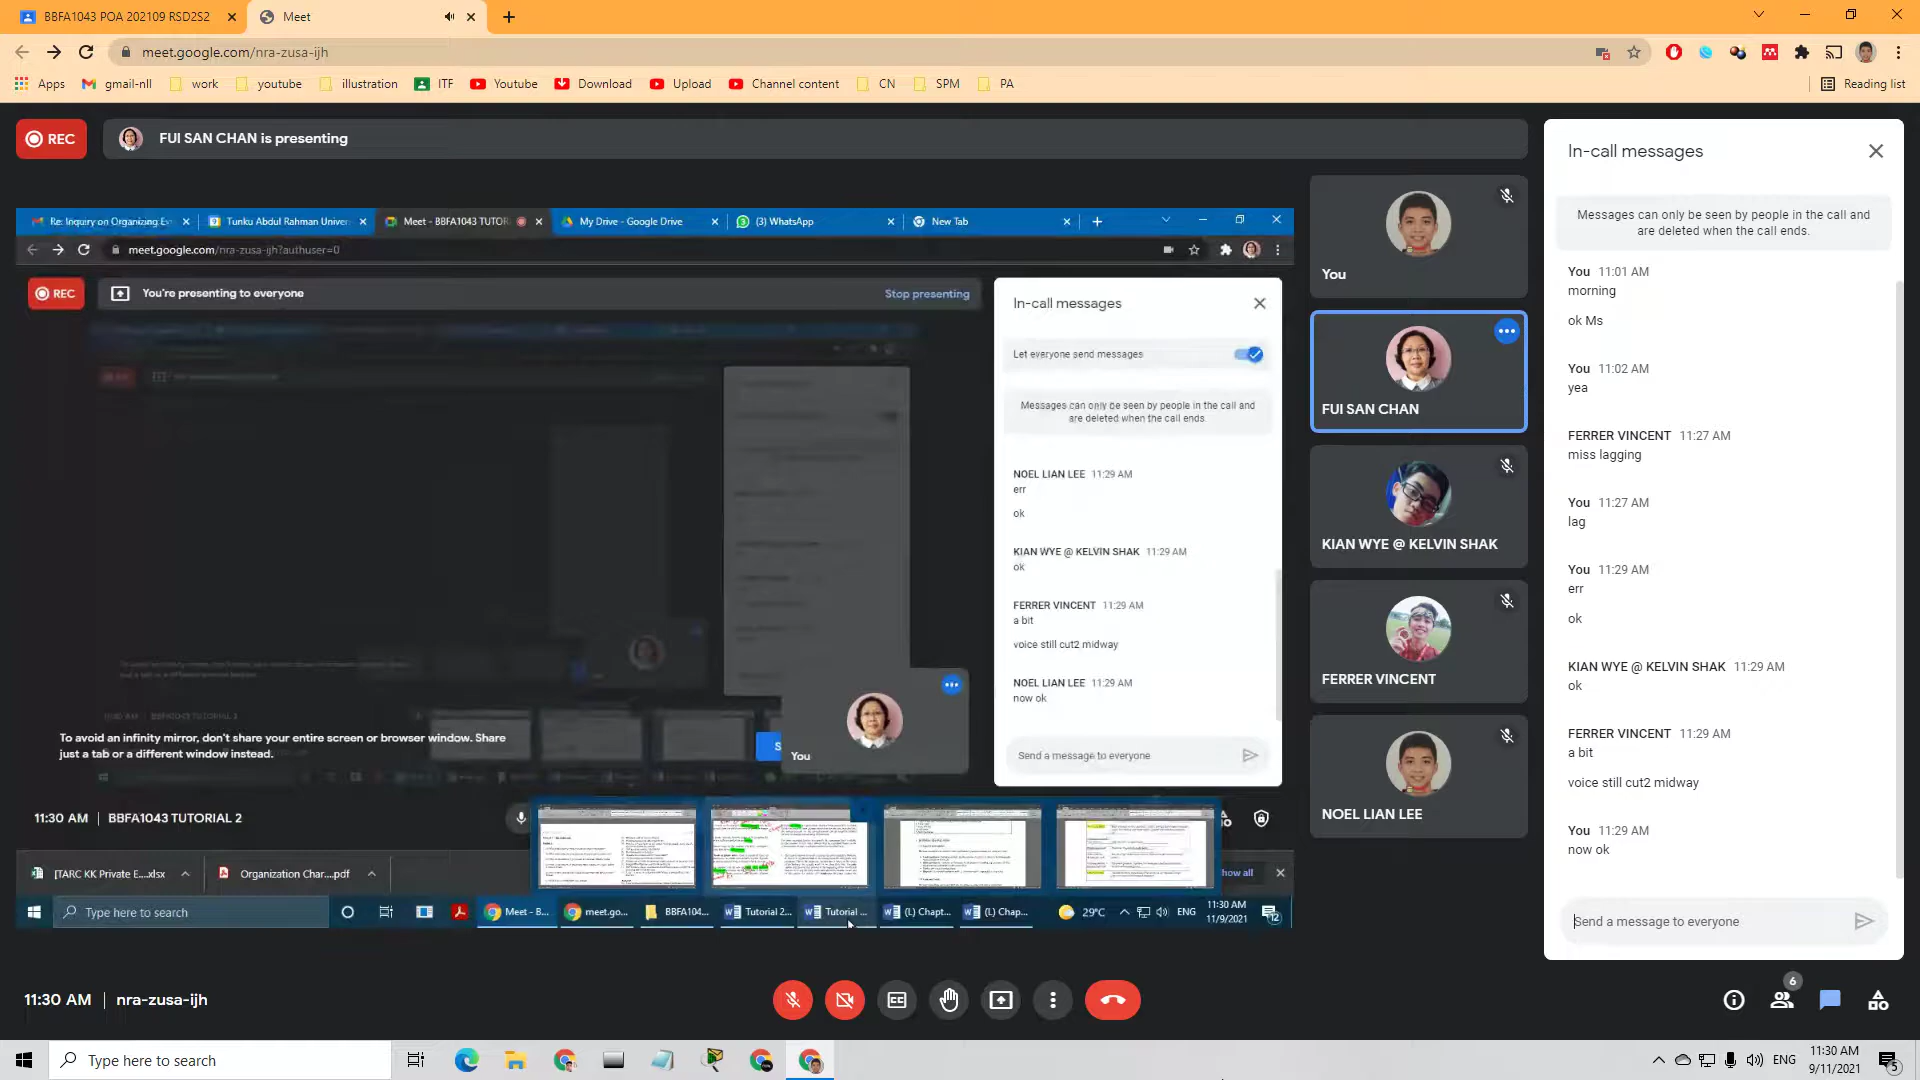 BBFA1043 POA 202109 RSD2S2
Meet
meet.google.com/nra-zusa-ijh
Apps
gmail-nll
work
youtube
illustration
ITF
Youtube
Download
Upload
Channel content
CN
SPM
PA
Reading list
REC
FUI SAN CHAN is presenting
Re: Inquiry on Organizing Ev
Tunku Abdul Rahman Univer
Meet - BBFA1043 TUTOR
My Drive - Google Drive
(3) WhatsApp
New Tab
meet.google.com/nra-zusa-ijh?authuser=0
REC
You're presenting to everyone
Stop presenting
In-call messages
Let everyone send messages
Messages can only be seen by people in the call and
are deleted when the call ends.
NOEL LIAN LEE 11:29 AM
err
ok
KIAN WYE @ KELVIN SHAK 11:29 AM
ok
FERRER VINCENT 11:29 AM
a bit
voice still cut2 midway
NOEL LIAN LEE 11:29 AM
now ok
Send a message to everyone
To avoid an infinity mirror, don't share your entire screen or browser window. Share
just a tab or a different window instead.
S
You
11:30 AM | BBFA1043 TUTORIAL 2
[TARC KK Private E....xlsx
Organization Char....pdf
how all
Type here to search
Meet - B...
meet.go...
BBFA104...
Tutorial 2...
Tutorial ...
(L) Chapt...
(L) Chap...
29°C
ENG
11:30 AM
11/9/2021
12
You
FUI SAN CHAN
KIAN WYE @ KELVIN SHAK
FERRER VINCENT
NOEL LIAN LEE
In-call messages
Messages can only be seen by people in the call and
are deleted when the call ends.
You 11:01 AM
morning
ok Ms
You 11:02 AM
yea
FERRER VINCENT 11:27 AM
miss lagging
You 11:27 AM
lag
You 11:29 AM
err
ok
KIAN WYE @ KELVIN SHAK 11:29 AM
ok
FERRER VINCENT 11:29 AM
a bit
voice still cut2 midway
You 11:29 AM
now ok
Send a message to everyone
11:30 AM | nra-zusa-ijh
6
Type here to search
ENG
11:30 AM
9/11/2021
5